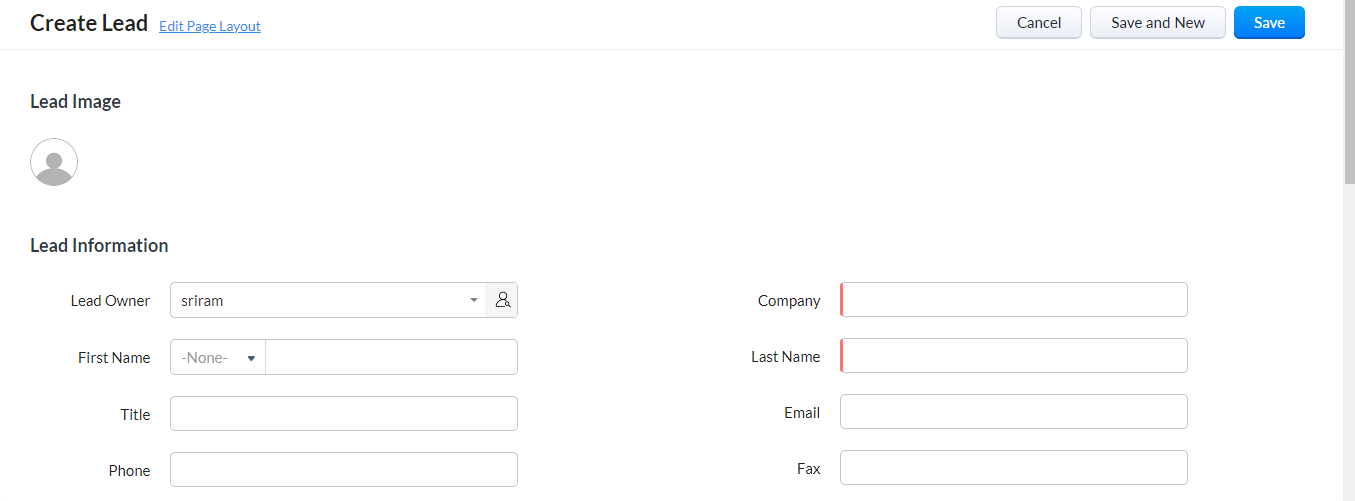 Create Lead Edit Page Layout Cancel Save and New Save
Lead Image
Lead Information
Lead Owner sriram Company
First Name -None- Last Name
Title Email
Phone Fax